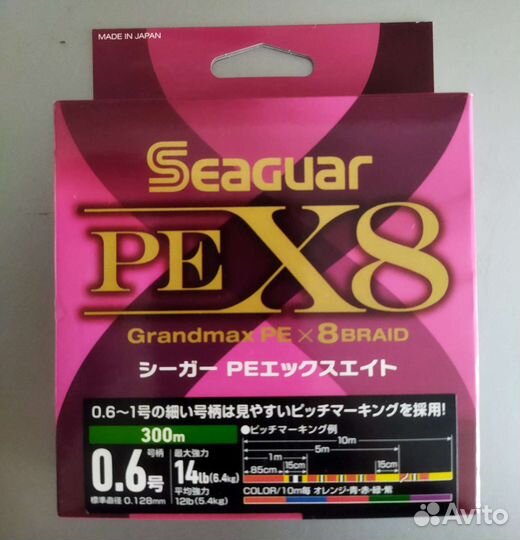 MADE IN JAPAN
SEAGUAR
PE X8
Grandmax PE×8BRAID
シーガー PEエックスエイト
0.6~1号の細い号柄は見やすいピッチマーキングを採用!
300m
●ピッチマーキング例
10m
5m
1m
85cm
15cm
15cm
0.6号
号柄
標準直径 0.128mm
最大強力
14lb(6.4kg)
平均強力
12lb(5.4kg)
COLOR/10m毎 オレンジ-青-赤-緑-紫
Avito